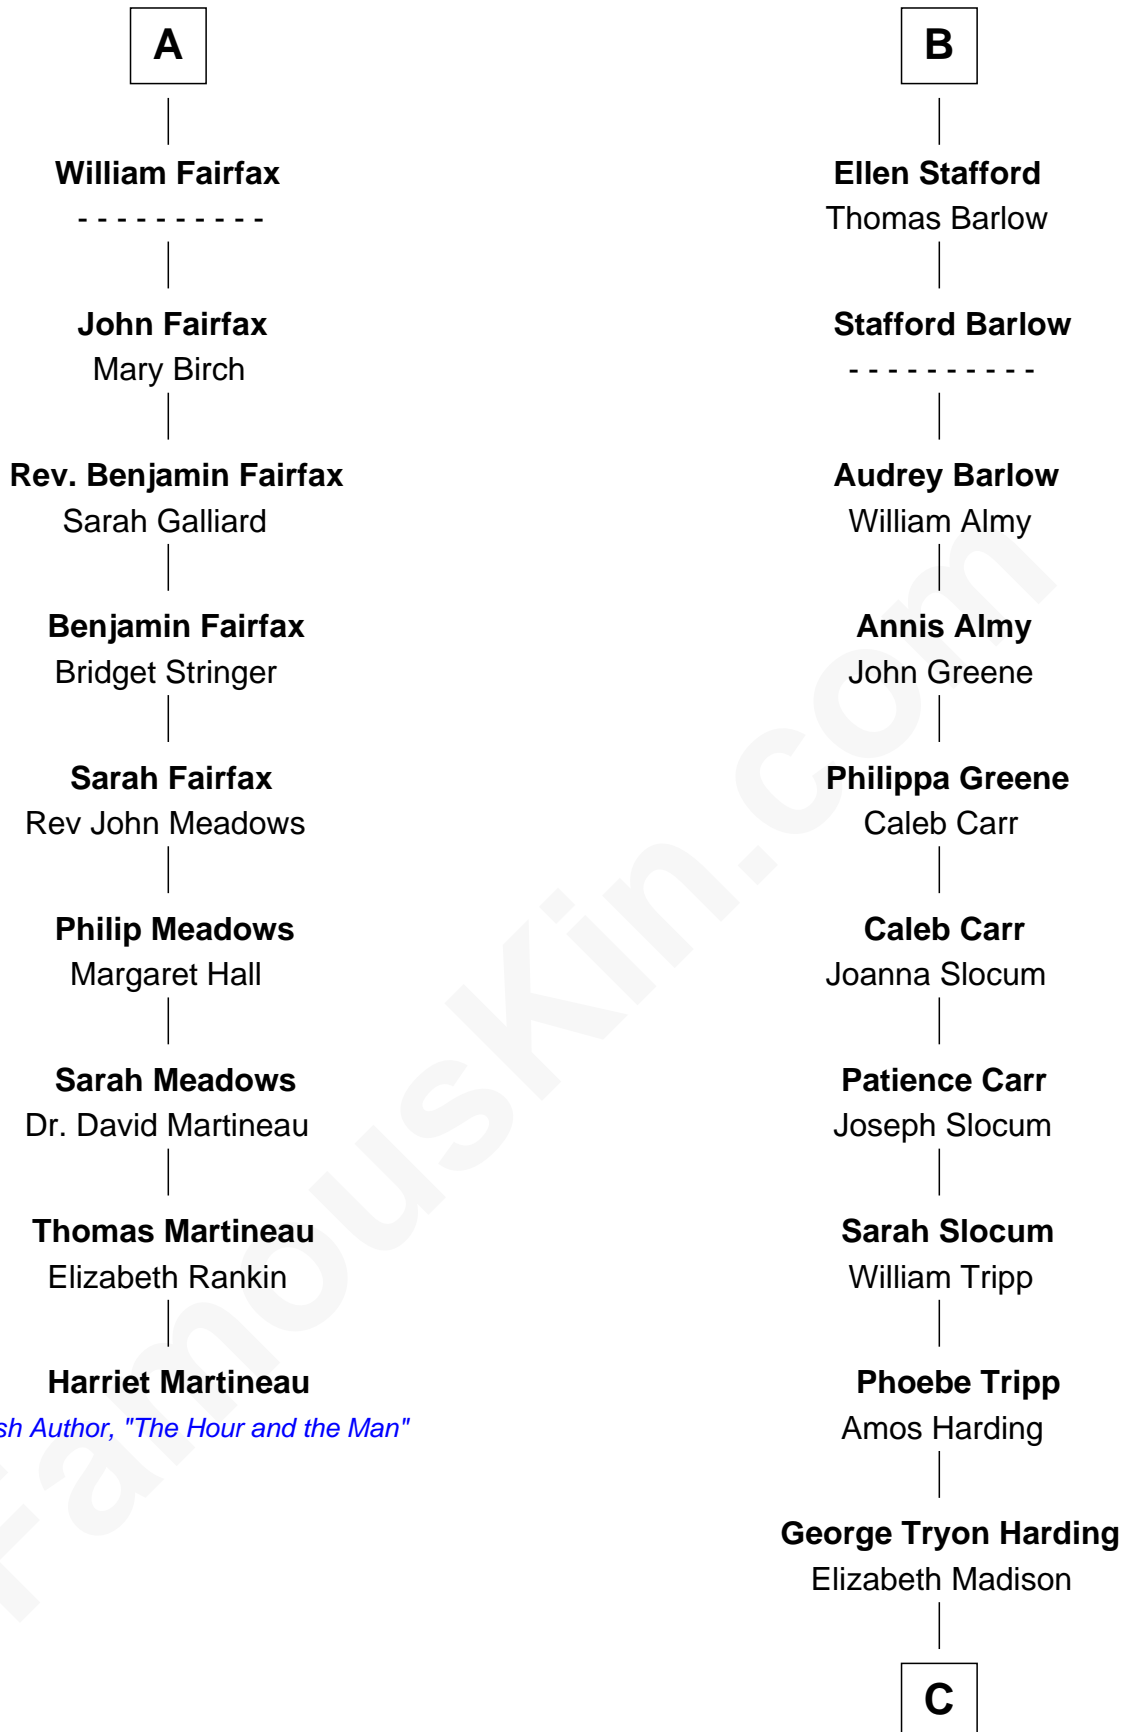 A
William Fairfax
- - - - - - - - - -
John Fairfax
Mary Birch
Rev. Benjamin Fairfax
Sarah Galliard
Benjamin Fairfax
Bridget Stringer
Sarah Fairfax
Rev John Meadows
Philip Meadows
Margaret Hall
Sarah Meadows
Dr. David Martineau
Thomas Martineau
Elizabeth Rankin
Harriet Martineau
sh Author, "The Hour and the Man"
B
Ellen Stafford
Thomas Barlow
Stafford Barlow
- - - - - - - - - -
Audrey Barlow
William Almy
Annis Almy
John Greene
Philippa Greene
Caleb Carr
Caleb Carr
Joanna Slocum
Patience Carr
Joseph Slocum
Sarah Slocum
William Tripp
Phoebe Tripp
Amos Harding
George Tryon Harding
Elizabeth Madison
C
FamousKin.com